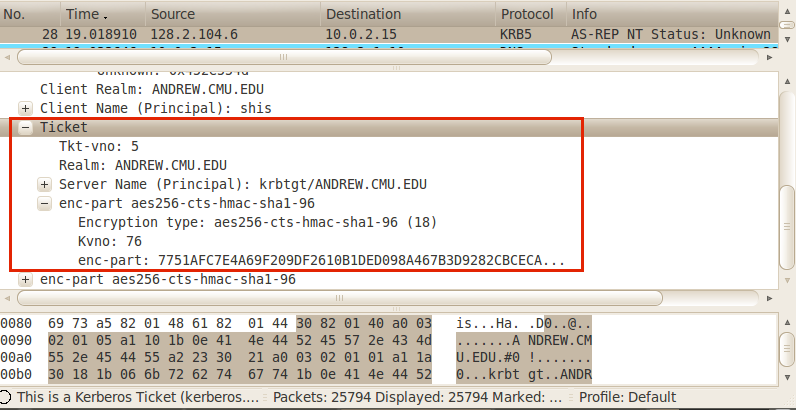 No. Time Source Destination Protocol Info
28 19.018910 128.2.104.6 10.0.2.15 KRB5 AS-REP NT Status: Unknown
Client Realm: ANDREW.CMU.EDU
Client Name (Principal): shis
Ticket
Tkt-vno: 5
Realm: ANDREW.CMU.EDU
Server Name (Principal): krbtgt/ANDREW.CMU.EDU
enc-part aes256-cts-hmac-sha1-96
Encryption type: aes256-cts-hmac-sha1-96 (18)
Kvno: 76
enc-part: 7751AFC7E4A69F209DF2610B1DED098A467B3D9282CBCECA...
enc-part aes256-cts-hmac-sha1-96
0080 69 73 a5 82 01 48 61 82 01 44 30 82 01 40 a0 03 is...Ha. .D0..@..
0090 02 01 05 a1 10 1b 0e 41 4e 44 52 45 57 2e 43 4d .......A NDREW.CM
00a0 55 2e 45 44 55 a2 23 30 21 a0 03 02 01 01 a1 1a U.EDU.#0 !.......
00b0 30 18 1b 06 6b 72 62 74 67 74 1b 0e 41 4e 44 52 0...krbt gt..ANDR
This is a Kerberos Ticket (kerberos.... Packets: 25794 Displayed: 25794 Marked: ... Profile: Default